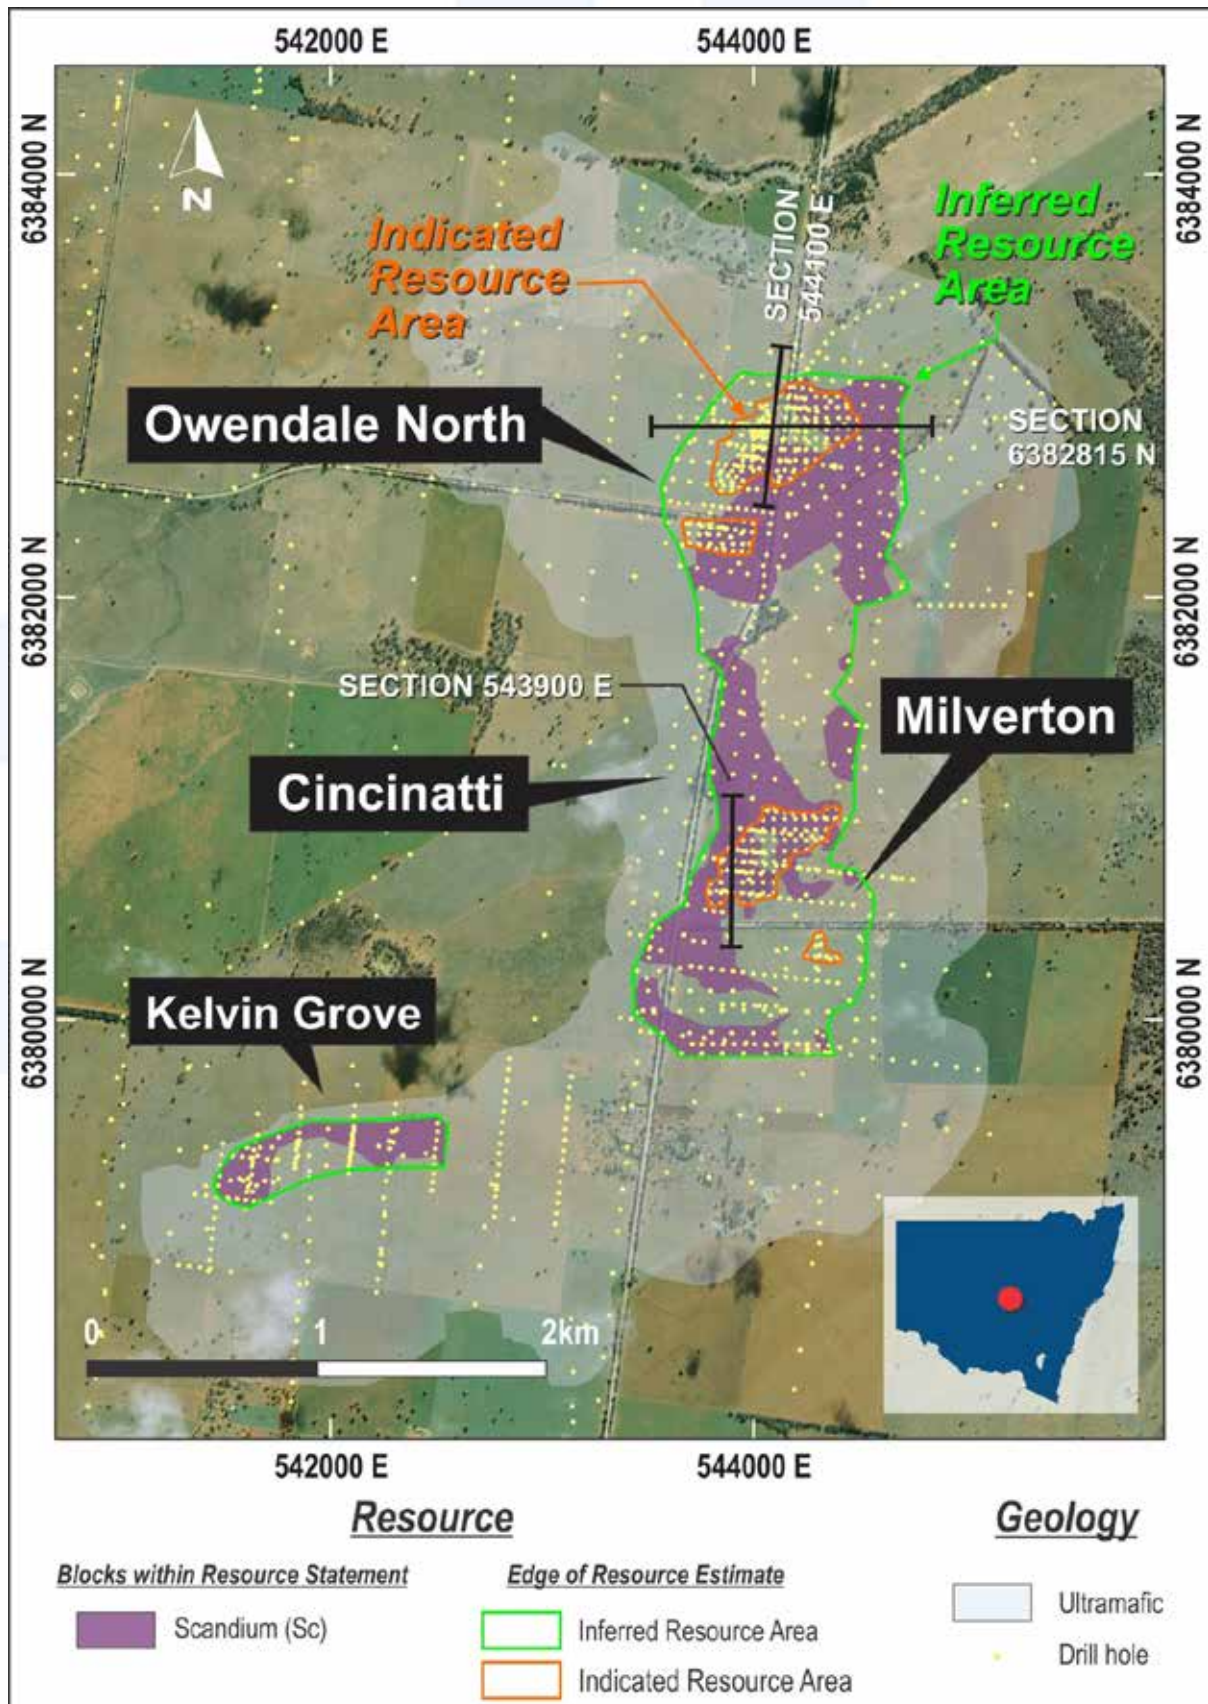 542000 E
544000 E
6384000 N
6384000 N
N
Indicated
Resource
Area
SECTION
544100 E
Inferred
Resource
Area
Owendale North
SECTION
6382815 N
6382000 N
6382000 N
SECTION 543900 E
Milverton
Cincinatti
Kelvin Grove
6380000 N
6380000 N
0
1
2km
542000 E
544000 E
Resource
Geology
Blocks within Resource Statement
Edge of Resource Estimate
Scandium (Sc)
Inferred Resource Area
Indicated Resource Area
Ultramafic
Drill hole